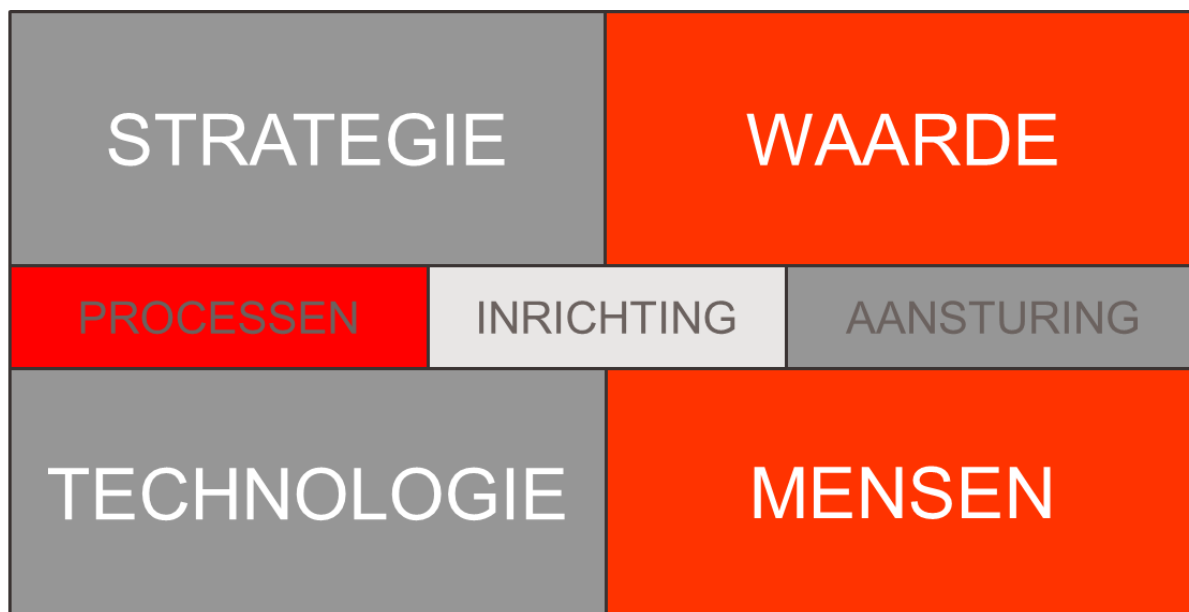 STRATEGIE
WAARDE
PROCESSEN
INRICHTING
AANSTURING
TECHNOLOGIE
MENSEN